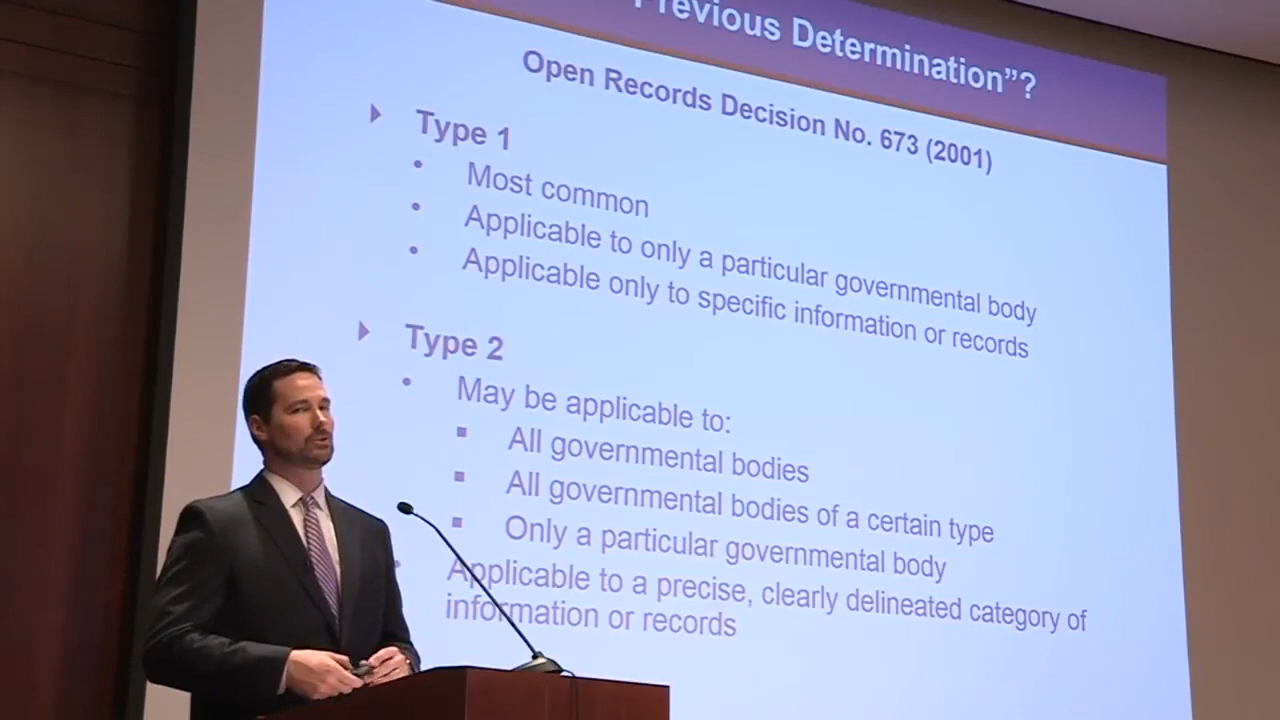 Previous Determination”?
Open Records Decision No. 673 (2001)
Type 1
Most common
Applicable to only a particular governmental body
Applicable only to specific information or records
Type 2
May be applicable to:
All governmental bodies
All governmental bodies of a certain type
Only a particular governmental body
Applicable to a precise, clearly delineated category of
information or records